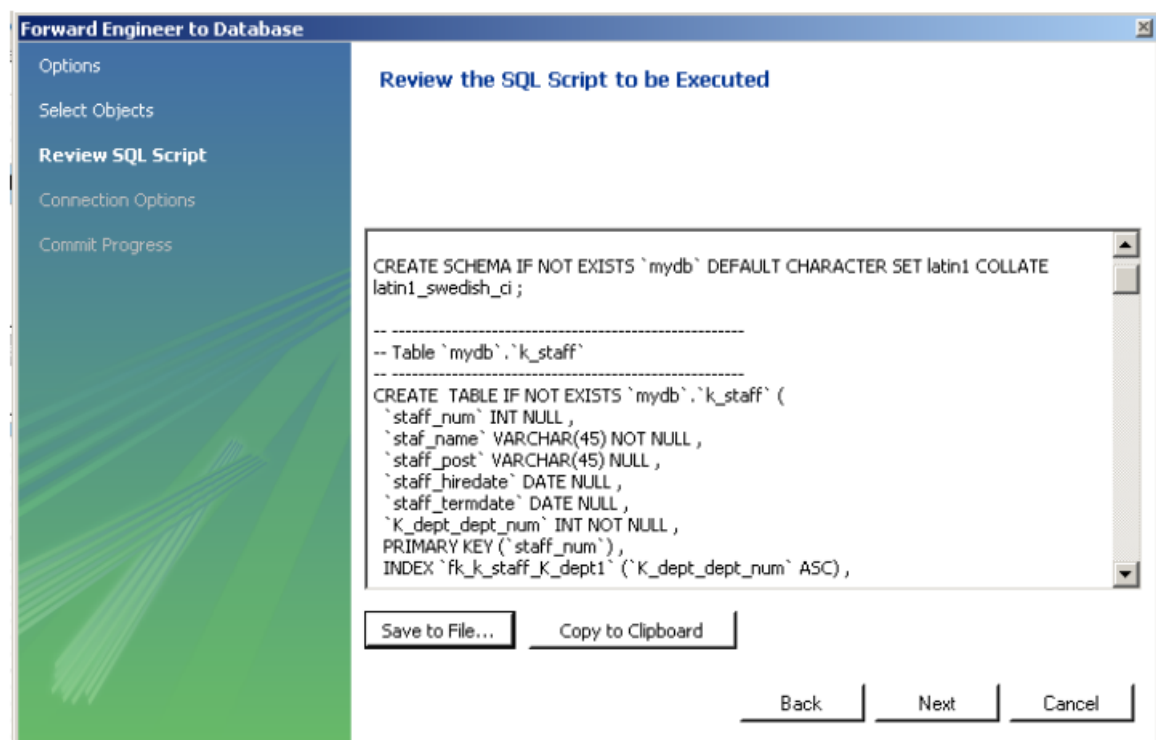 Forward Engineer to Database
Options
Select Objects
Review SQL Script
Connection Options
Commit Progress
Review the SQL Script to be Executed
CREATE SCHEMA IF NOT EXISTS `mydb` DEFAULT CHARACTER SET latin1 COLLATE
latin1_swedish_ci ;
-- -----------------------------------------------------
-- Table `mydb`.`k_staff`
-- -----------------------------------------------------
CREATE  TABLE IF NOT EXISTS `mydb`.`k_staff` (
`staff_num` INT NULL ,
`staf_name` VARCHAR(45) NOT NULL ,
`staff_post` VARCHAR(45) NULL ,
`staff_hiredate` DATE NULL ,
`staff_termdate` DATE NULL ,
`K_dept_dept_num` INT NOT NULL ,
PRIMARY KEY (`staff_num`) ,
INDEX `fk_k_staff_K_dept1` (`K_dept_dept_num` ASC) ,
Save to File... Copy to Clipboard
Back Next Cancel